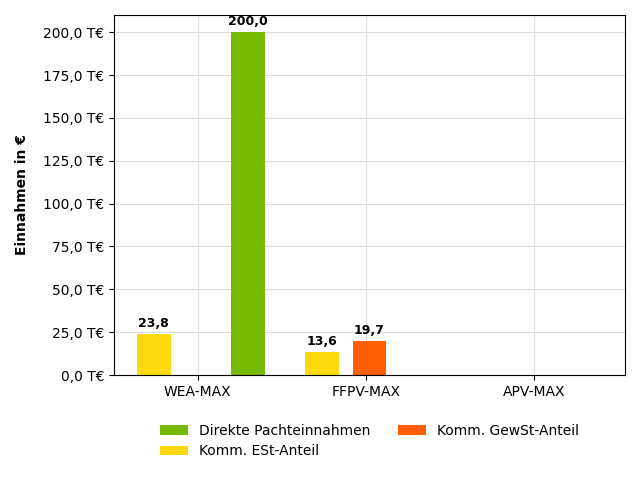 Einnahmen in €
200,0 T€
175,0 T€
150,0 T€
125,0 T€
100,0 T€
75,0 T€
50,0 T€
25,0 T€
0,0 T€
23,8
200,0
13,6
19,7
WEA-MAX
FFPV-MAX
APV-MAX
Direkte Pachteinnahmen
Komm. ESt-Anteil
Komm. GewSt-Anteil